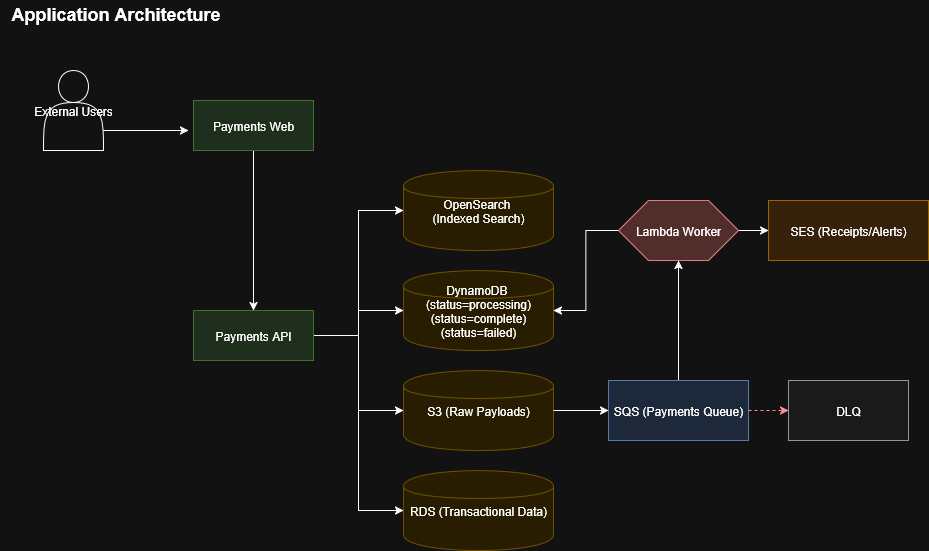 Application Architecture
External Users
Payments Web
OpenSearch
(Indexed Search)
Lambda Worker
SES (Receipts/Alerts)
DynamoDB
(status=processing)
(status=complete)
(status=failed)
Payments API
S3 (Raw Payloads)
SQS (Payments Queue)
DLQ
RDS (Transactional Data)